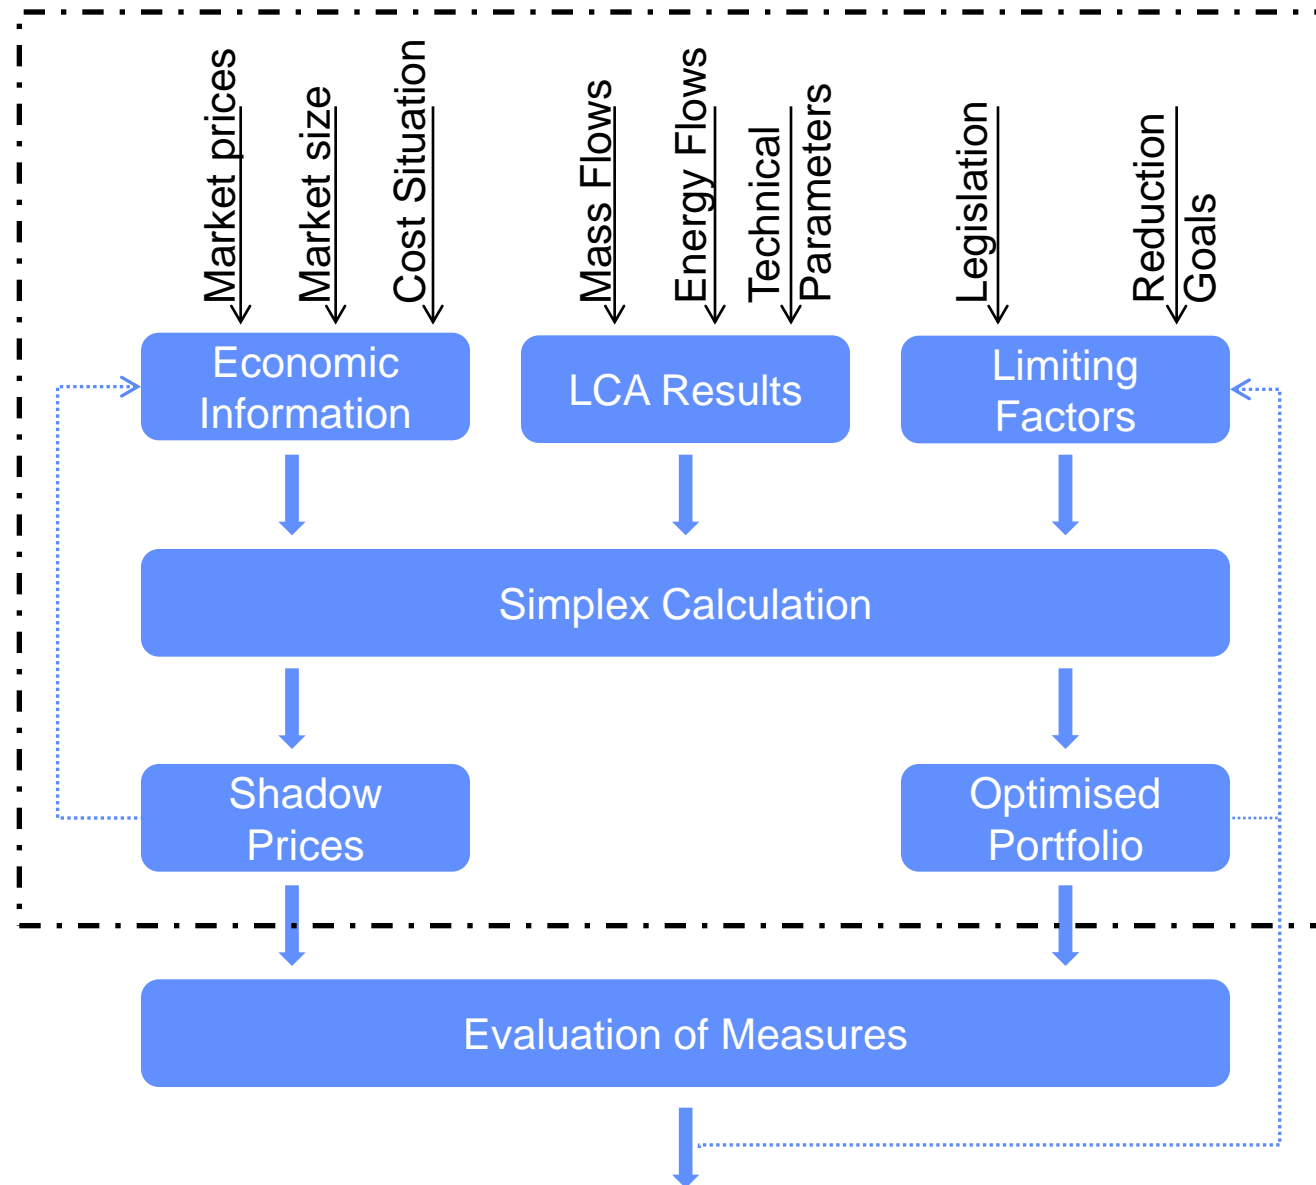 Market prices
Market size
Cost Situation
Mass Flows
Energy Flows
Technical
Parameters
Legislation
Reduction
Goals
Economic
Information
LCA Results
Limiting
Factors
Simplex Calculation
Shadow
Prices
Optimised
Portfolio
Evaluation of Measures